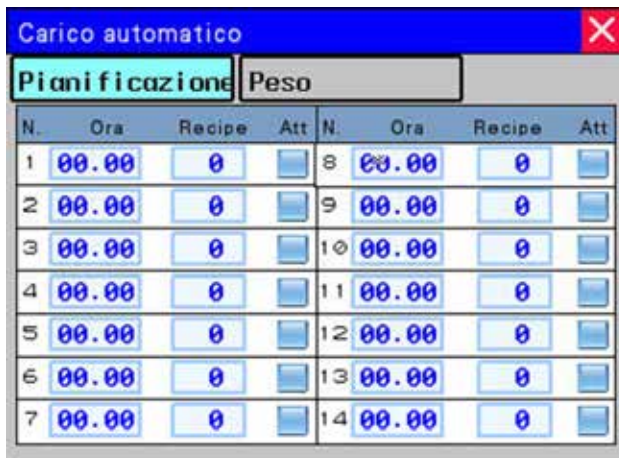 Carico automatico
Pianificazione Peso
N. Ora Recipe Att N. Ora Recipe Att
1 00.00 0 8 00.00 0
2 00.00 0 9 00.00 0
3 00.00 0 10 00.00 0
4 00.00 0 11 00.00 0
5 00.00 0 12 00.00 0
6 00.00 0 13 00.00 0
7 00.00 0 14 00.00 0